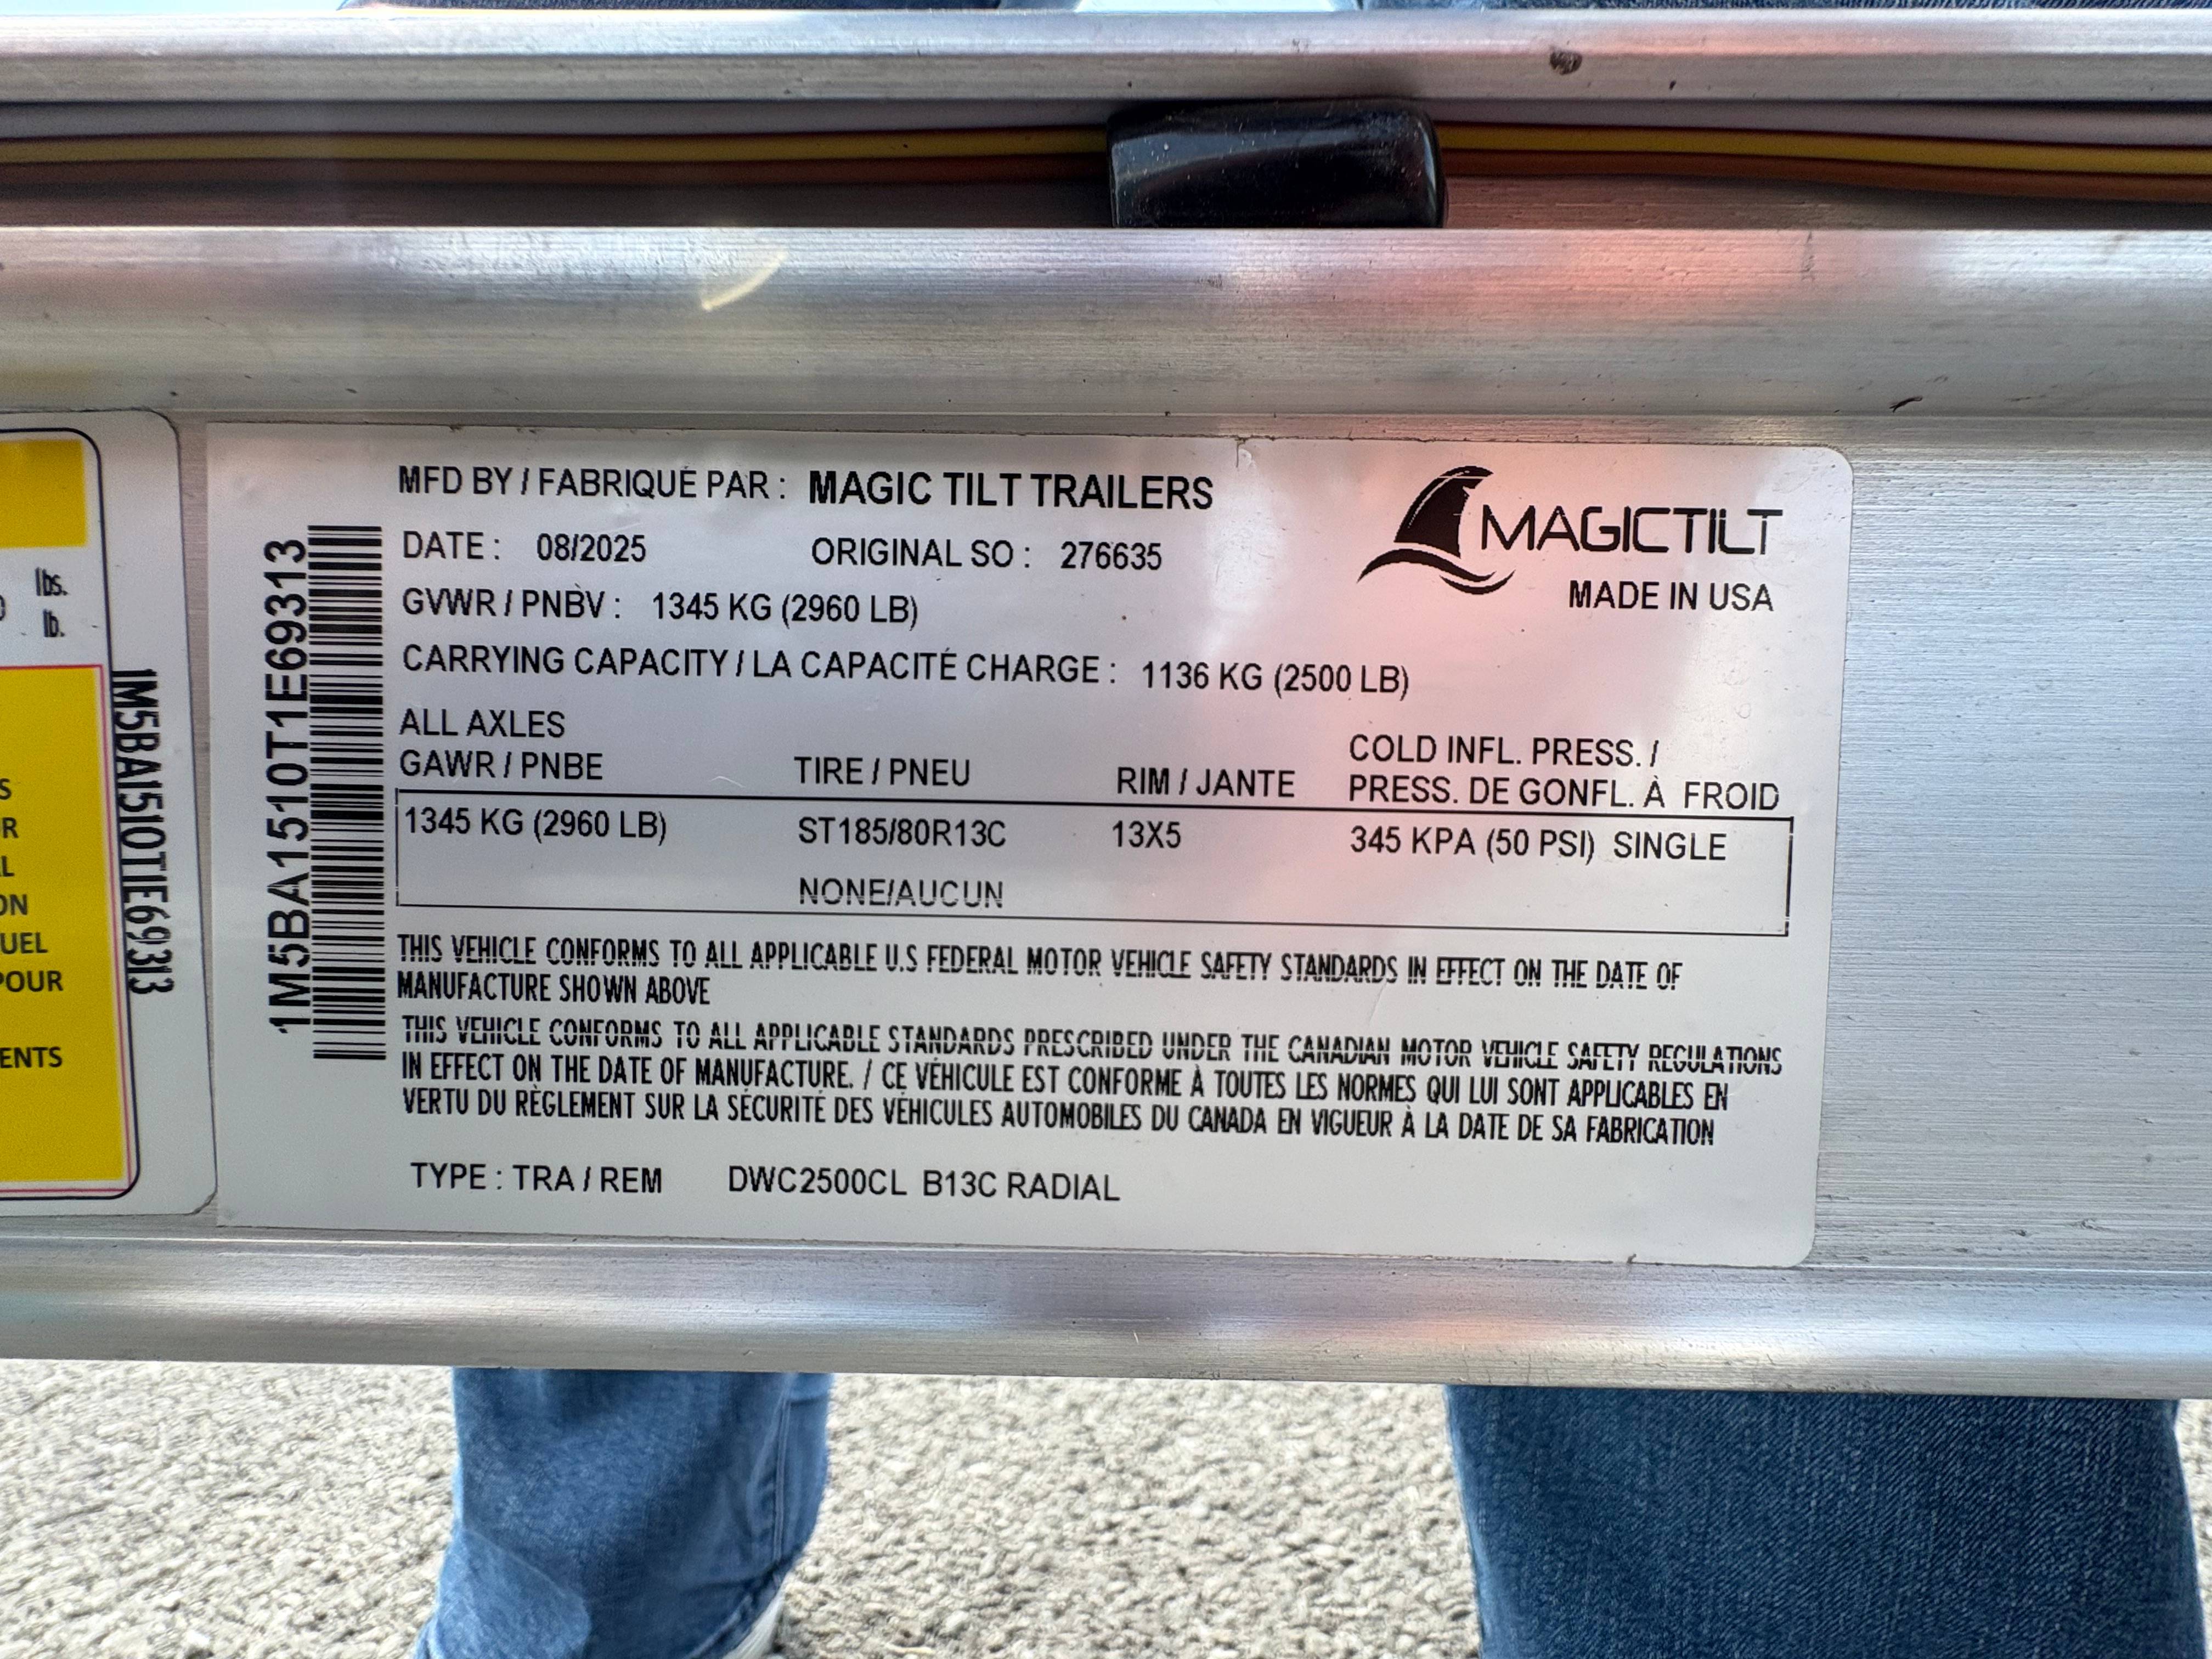 lbs.
lb.
S
R
L
ON
UEL
POUR
ENTS
1M5BA1510T1E69313
1M5BA1510T1E69313
MFD BY / FABRIQUÉ PAR : MAGIC TILT TRAILERS
MAGICTILT
MADE IN USA
DATE : 08/2025 ORIGINAL SO : 276635
GVWR / PNBV : 1345 KG (2960 LB)
CARRYING CAPACITY / LA CAPACITÉ CHARGE : 1136 KG (2500 LB)
ALL AXLES
GAWR / PNBE TIRE / PNEU RIM / JANTE COLD INFL. PRESS. /
PRESS. DE GONFL. À FROID
1345 KG (2960 LB) ST185/80R13C 13X5 345 KPA (50 PSI) SINGLE
NONE/AUCUN
THIS VEHICLE CONFORMS TO ALL APPLICABLE U.S FEDERAL MOTOR VEHICLE SAFETY STANDARDS IN EFFECT ON THE DATE OF
MANUFACTURE SHOWN ABOVE
THIS VEHICLE CONFORMS TO ALL APPLICABLE STANDARDS PRESCRIBED UNDER THE CANADIAN MOTOR VEHICLE SAFETY REGULATIONS
IN EFFECT ON THE DATE OF MANUFACTURE. / CE VÉHICULE EST CONFORME À TOUTES LES NORMES QUI LUI SONT APPLICABLES EN
VERTU DU RÈGLEMENT SUR LA SÉCURITÉ DES VÉHICULES AUTOMOBILES DU CANADA EN VIGUEUR À LA DATE DE SA FABRICATION
TYPE : TRA / REM DWC2500CL B13C RADIAL